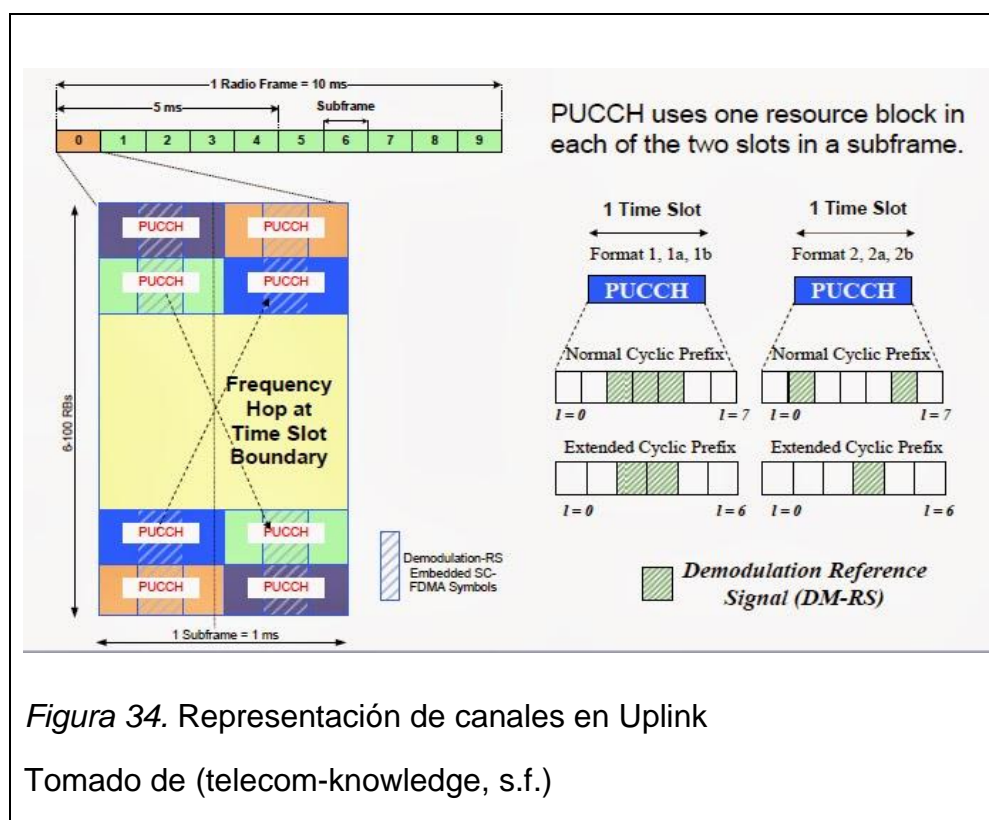 1 Radio Frame = 10 ms
5 ms
Subframe
0 1 2 3 4 5 6 7 8 9
PUCCH PUCCH
PUCCH PUCCH
Frequency
Hop at
Time Slot
Boundary
6-100 RBs
PUCCH PUCCH
PUCCH PUCCH
1 Subframe = 1 ms
Demodulation-RS
Embedded SC-
FDMA Symbols
PUCCH uses one resource block in
each of the two slots in a subframe.
1 Time Slot
Format 1, 1a, 1b
PUCCH
Normal Cyclic Prefix
l = 0 l = 7
Extended Cyclic Prefix
l = 0 l = 6
1 Time Slot
Format 2, 2a, 2b
PUCCH
Normal Cyclic Prefix
l = 0 l = 7
Extended Cyclic Prefix
l = 0 l = 6
Demodulation Reference
Signal (DM-RS)
Figura 34. Representación de canales en Uplink
Tomado de (telecom-knowledge, s.f.)